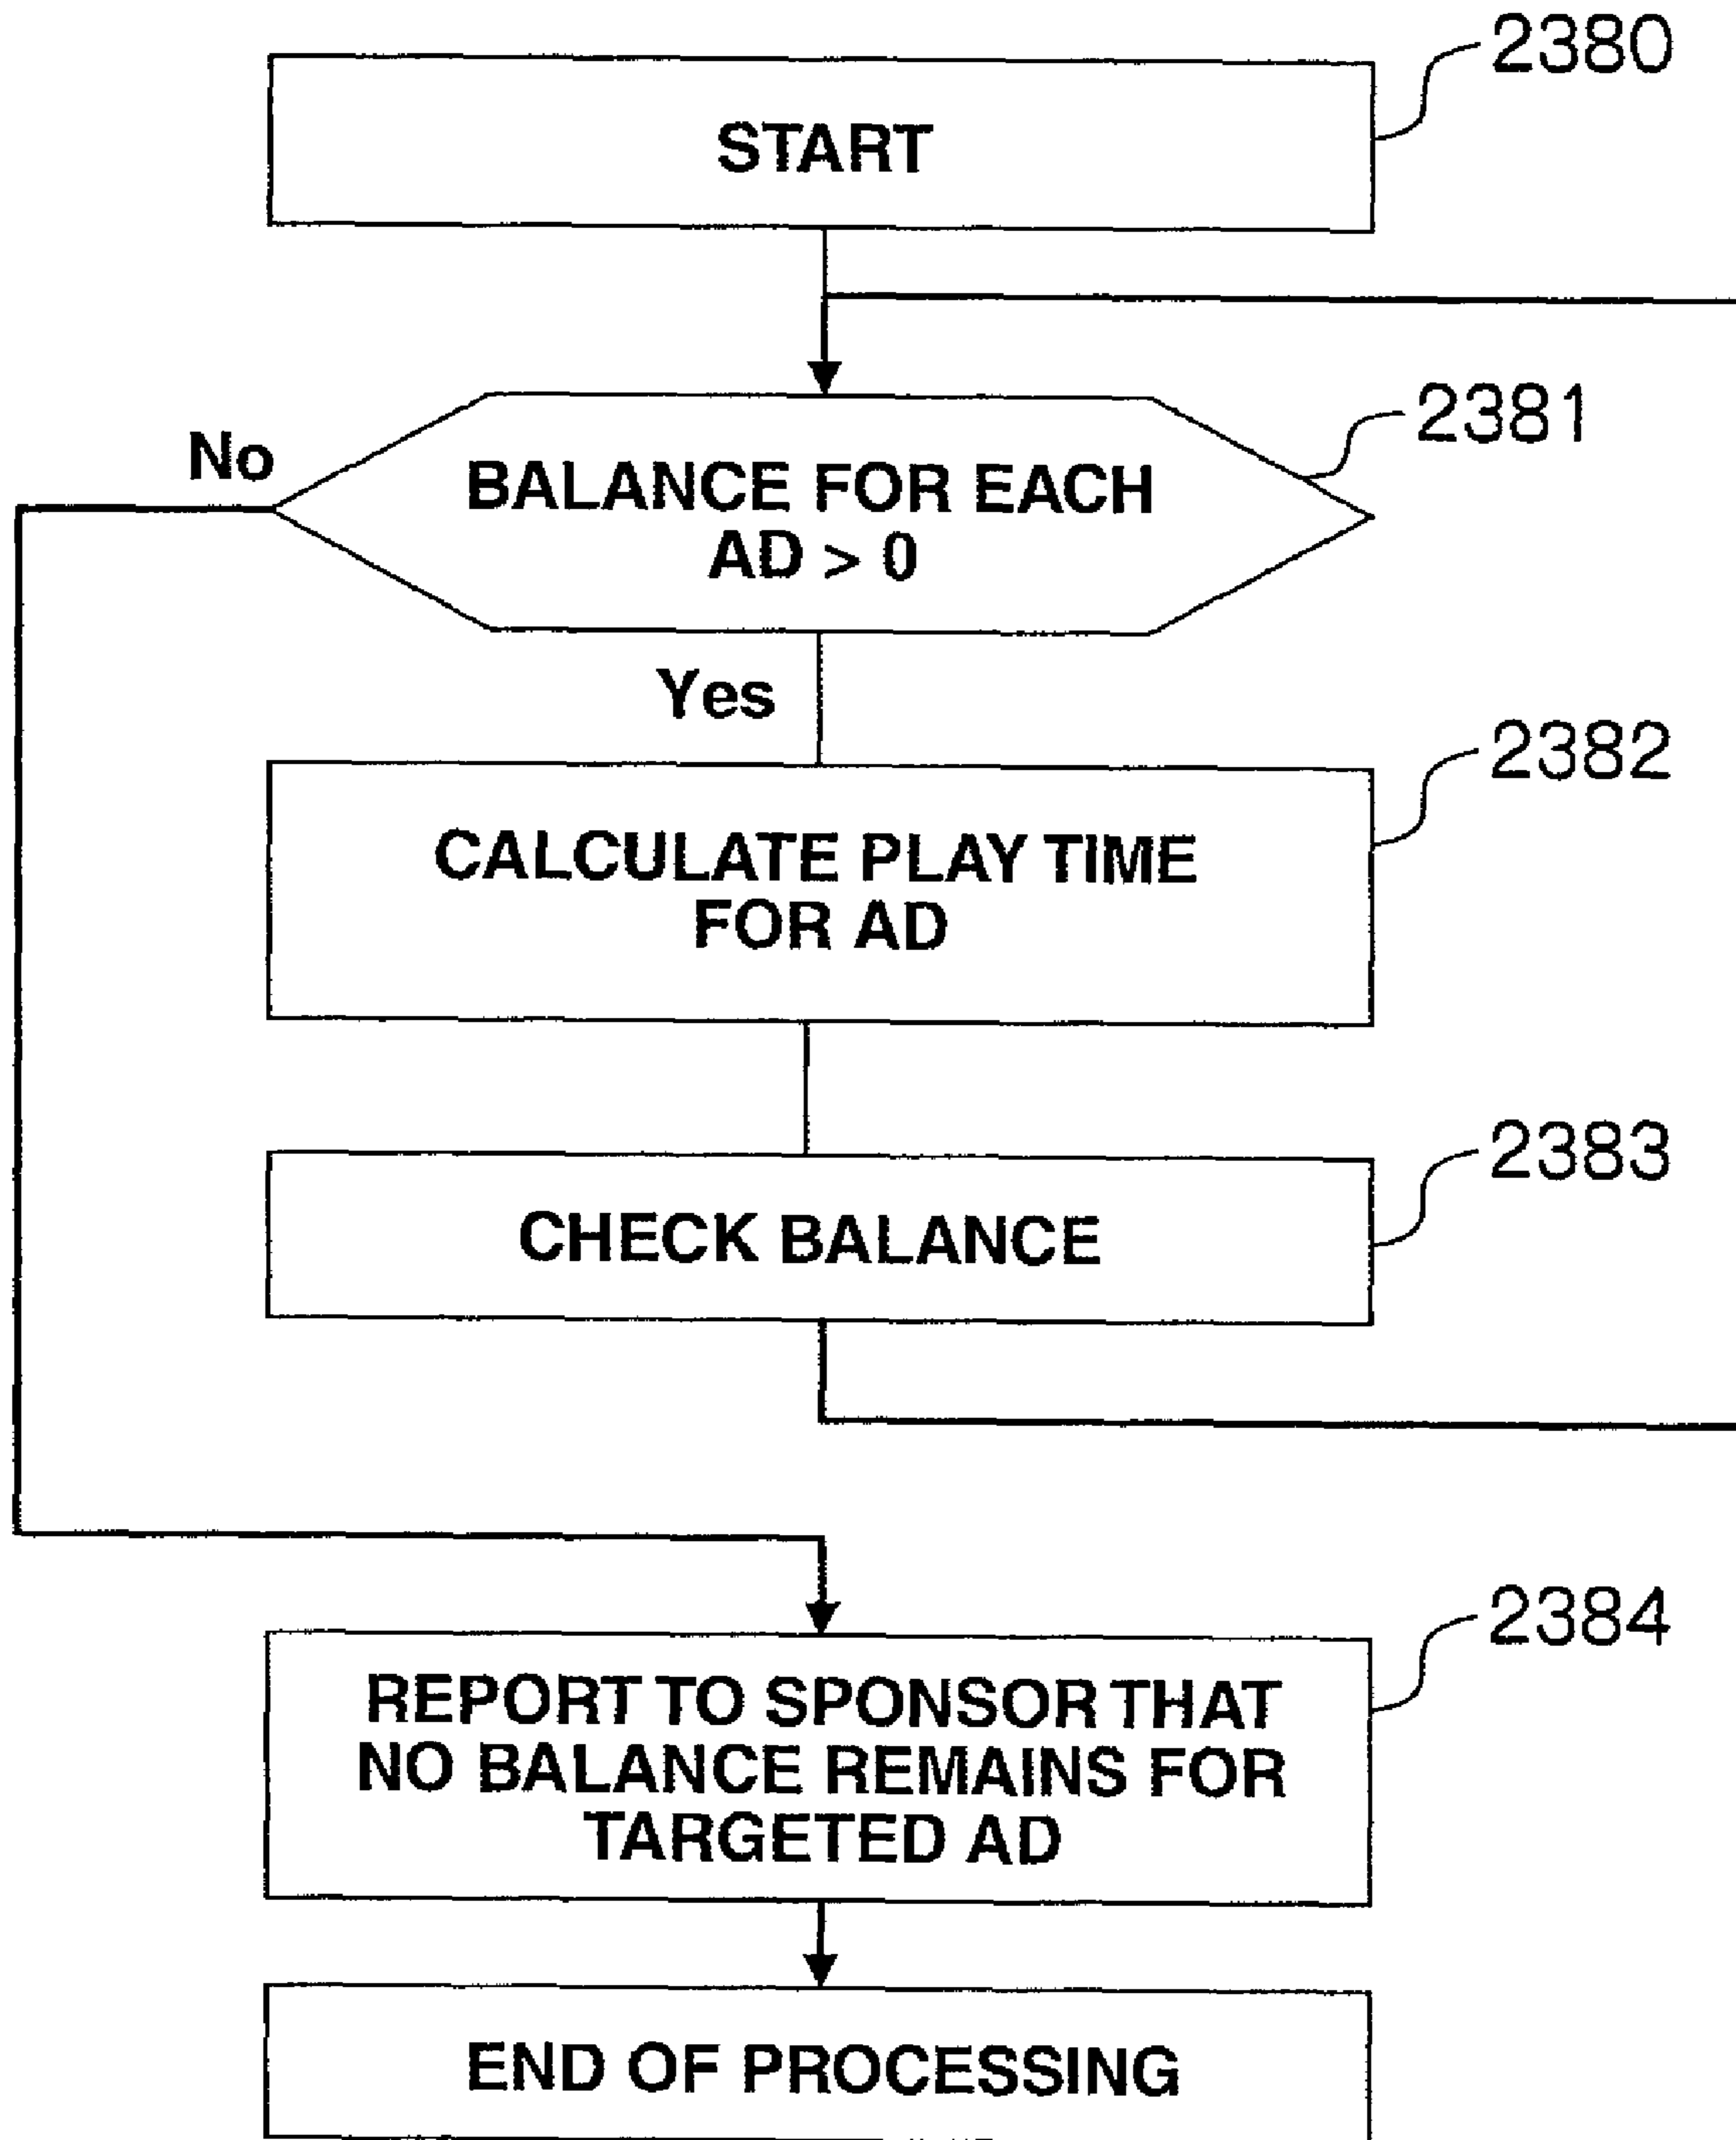 2380
START
2381
No
BALANCE FOR EACH
AD > 0
Yes
2382
CALCULATE PLAY TIME
FOR AD
2383
CHECK BALANCE
2384
REPORT TO SPONSOR THAT
NO BALANCE REMAINS FOR
TARGETED AD
END OF PROCESSING